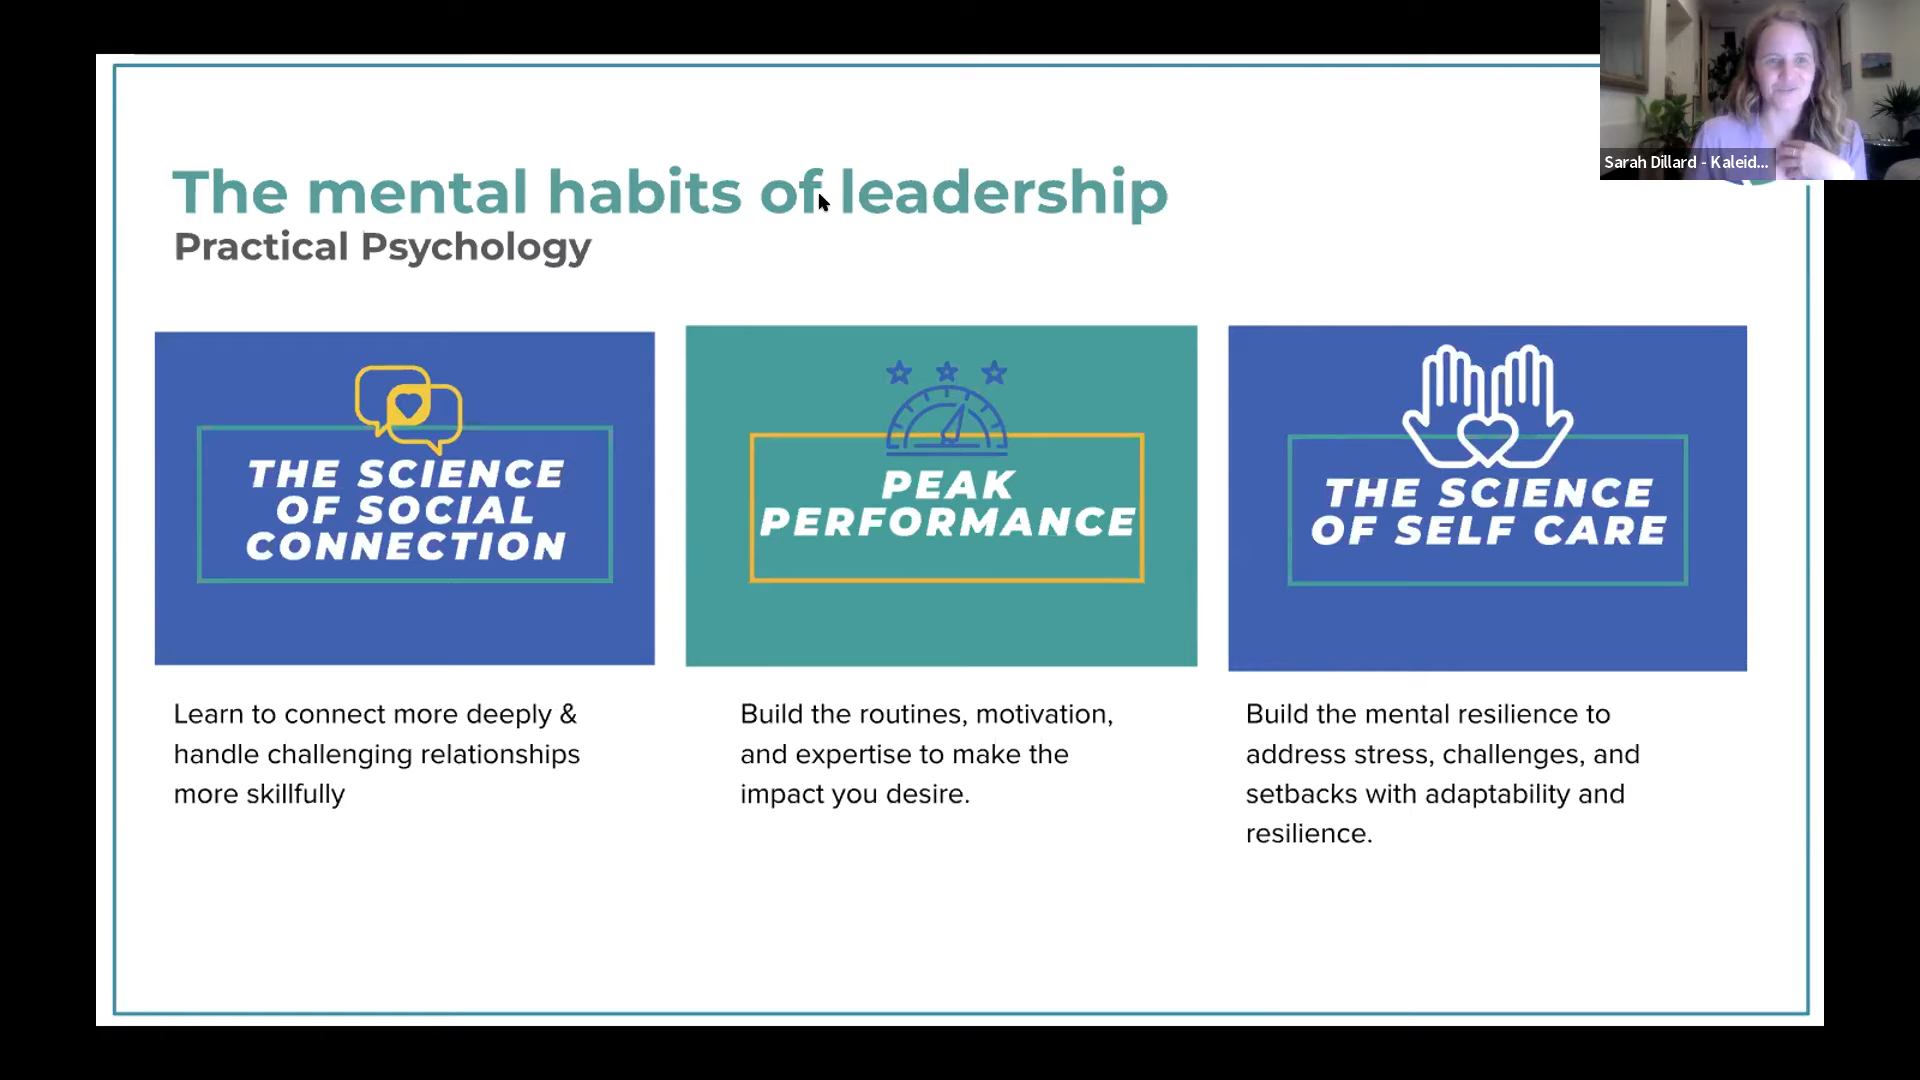 Sarah Dillard - Kaleid...
The mental habits of leadership
Practical Psychology
THE SCIENCE
OF SOCIAL
CONNECTION
Learn to connect more deeply &
handle challenging relationships
more skillfully
PEAK
PERFORMANCE
Build the routines, motivation,
and expertise to make the
impact you desire.
THE SCIENCE
OF SELF CARE
Build the mental resilience to
address stress, challenges, and
setbacks with adaptability and
resilience.